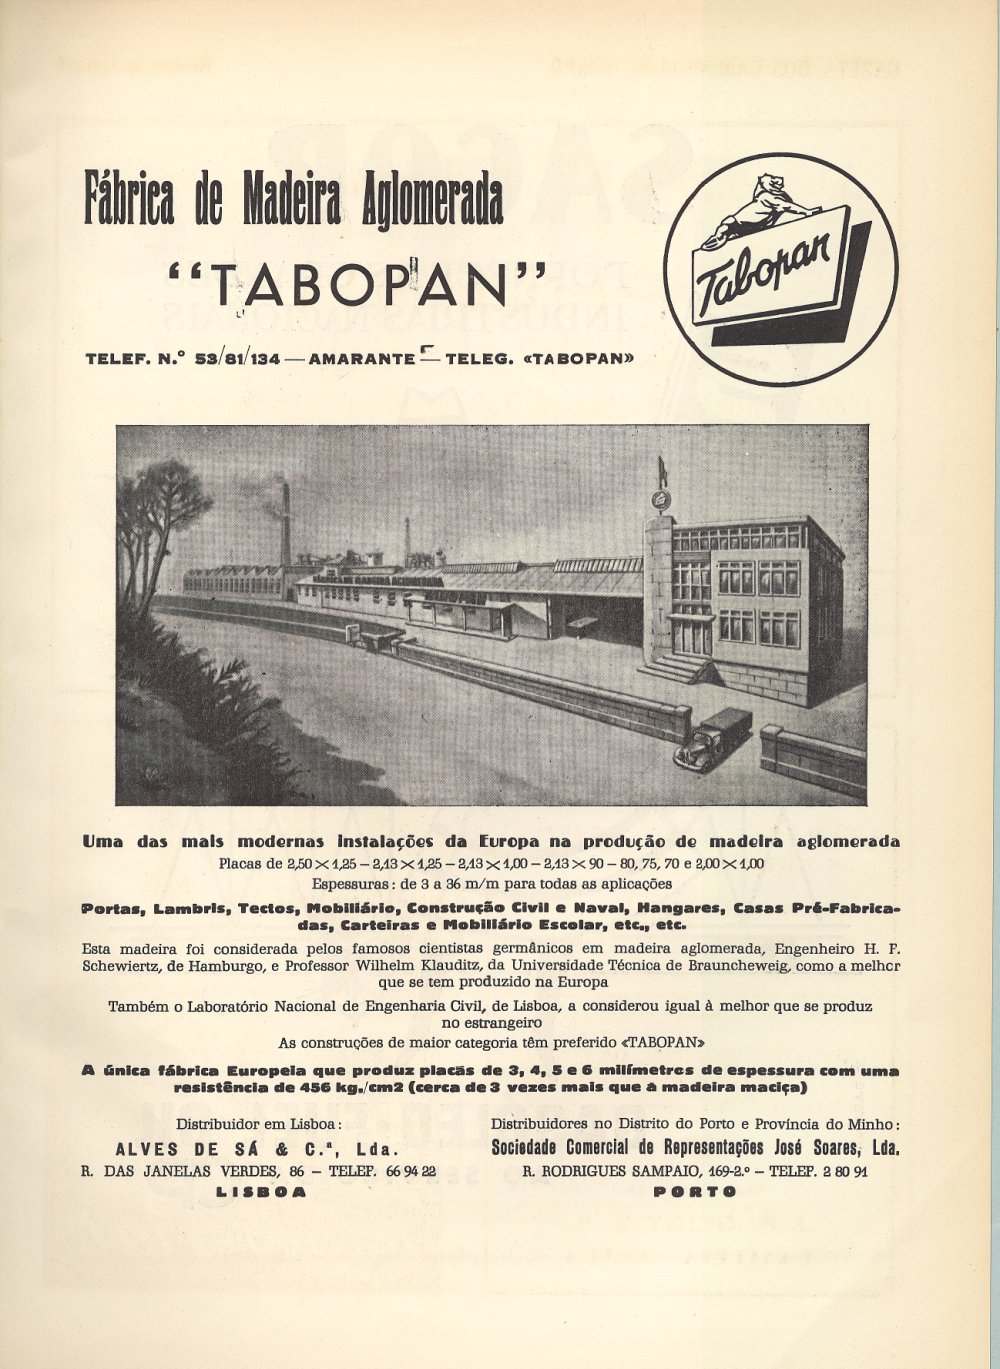 Fábrica de Madeira Aglomerada
“TABOPAN”
TELEF. N.º 53/81/134 — AMARANTE — TELEG. «TABOPAN»
Tabopan
FÁBRICA DE MADEIRA AGLOMERADA
Uma das mais modernas instalações da Europa na produção de madeira aglomerada
Placas de 2,50 × 1,25 – 2,13 × 1,25 – 2,13 × 1,00 – 2,13 × 90 – 80, 75, 70 e 2,00 × 1,00
Espessuras : de 3 a 36 m/m para todas as aplicações
Portas, Lambris, Tectos, Mobiliário, Construção Civil e Naval, Hangares, Casas Pré-Fabrica-
das, Carteiras e Mobiliário Escolar, etc., etc.
Esta madeira foi considerada pelos famosos cientistas germânicos em madeira aglomerada, Engenheiro H. F.
Schewiertz, de Hamburgo, e Professor Wilhelm Klauditz, da Universidade Técnica de Brauncheweig, como a melhor
que se tem produzido na Europa
Também o Laboratório Nacional de Engenharia Civil, de Lisboa, a considerou igual à melhor que se produz
no estrangeiro
As construções de maior categoria têm preferido «TABOPAN»
A única fábrica Europeia que produz placas de 3, 4, 5 e 6 milímetros de espessura com uma
resistência de 456 kg./cm2 (cerca de 3 vezes mais que a madeira maciça)
Distribuidor em Lisboa :
ALVES DE SÁ & C.ª, Lda.
R. DAS JANELAS VERDES, 86 – TELEF. 66 94 22
LISBOA
Distribuidores no Distrito do Porto e Província do Minho :
Sociedade Comercial de Representações José Soares, Lda.
R. RODRIGUES SAMPAIO, 169-2.º – TELEF. 2 80 91
PORTO